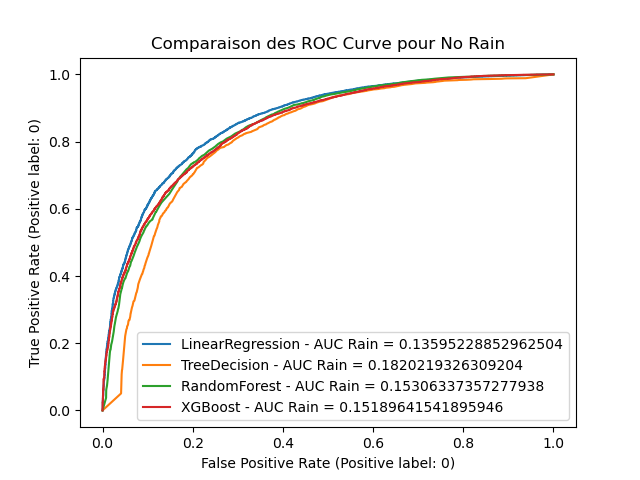 Comparaison des ROC Curve pour No Rain
True Positive Rate (Positive label: 0)
1.0
0.8
0.6
0.4
0.2
0.0
LinearRegression - AUC Rain = 0.13595228852962504
TreeDecision - AUC Rain = 0.1820219326309204
RandomForest - AUC Rain = 0.15306337357277938
XGBoost - AUC Rain = 0.15189641541895946
0.0 0.2 0.4 0.6 0.8 1.0
False Positive Rate (Positive label: 0)